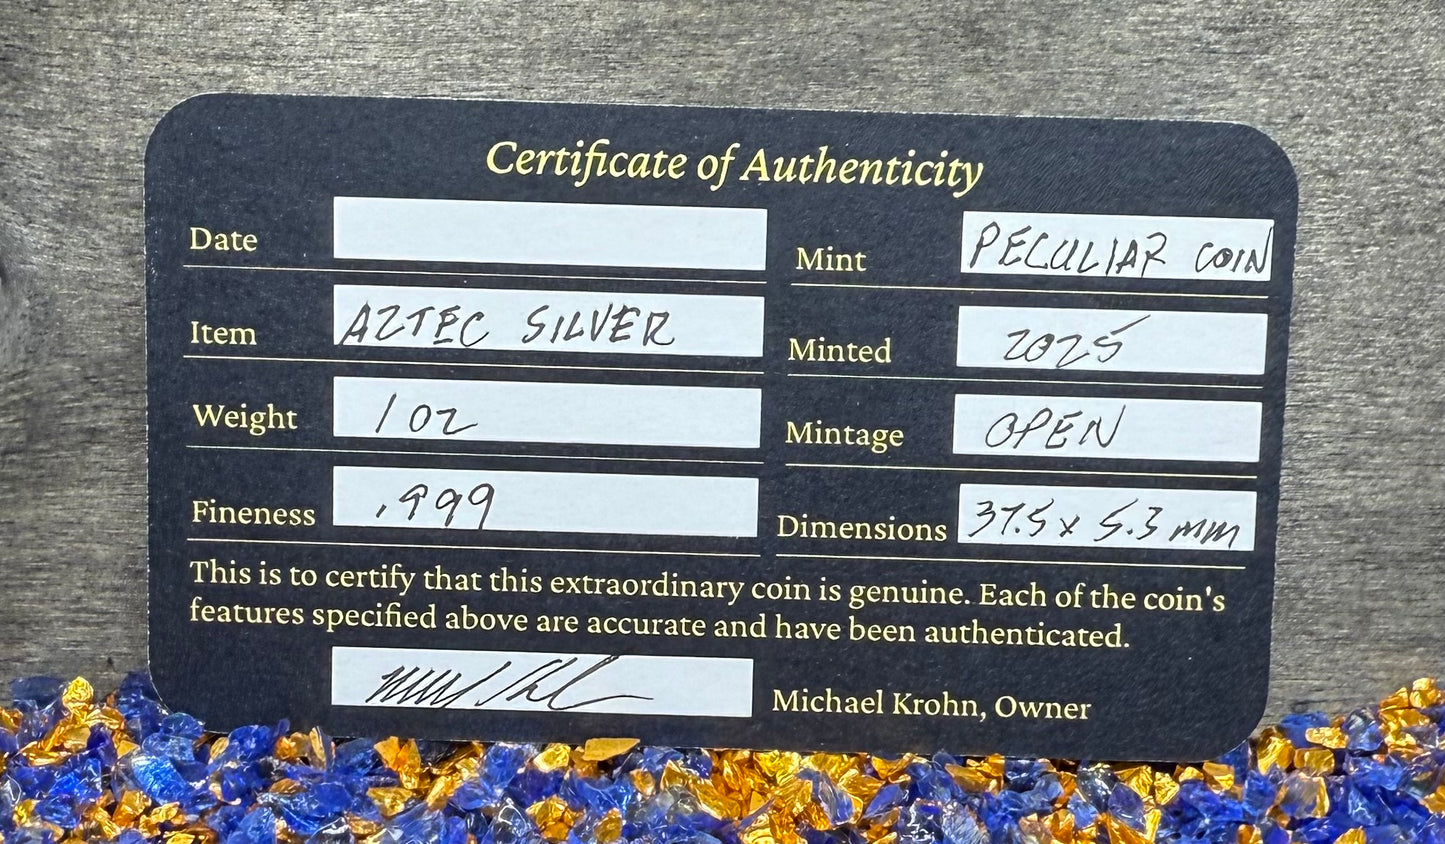 Certificate of Authenticity
Date
Item AZTEC SILVER
Weight 1 OZ
Fineness .999
Mint PECULIAR COIN
Minted 2025
Mintage OPEN
Dimensions 37.5 x 5.3 mm
This is to certify that this extraordinary coin is genuine. Each of the coin's
features specified above are accurate and have been authenticated.
Michael Krohn, Owner